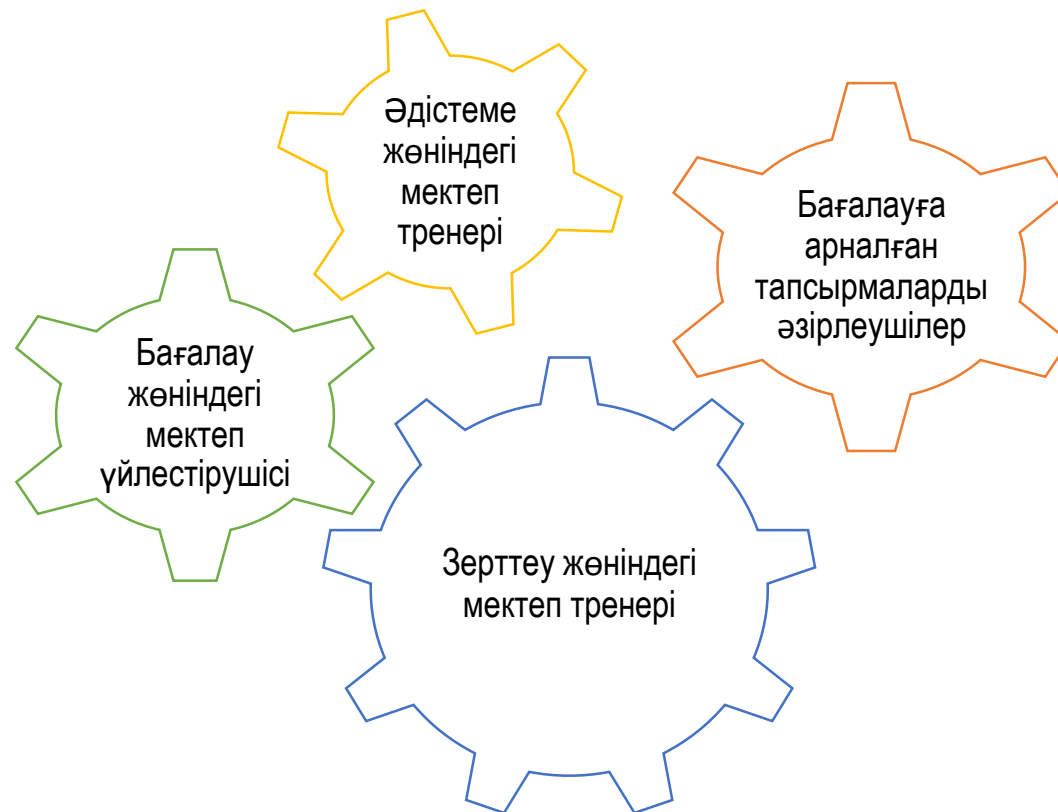 Әдістеме
жөніндегі
мектеп
тренері
Бағалауға
арналған
тапсырмаларды
әзірлеушілер
Бағалау
жөніндегі
мектеп
үйлестірушісі
Зерттеу жөніндегі
мектеп тренері